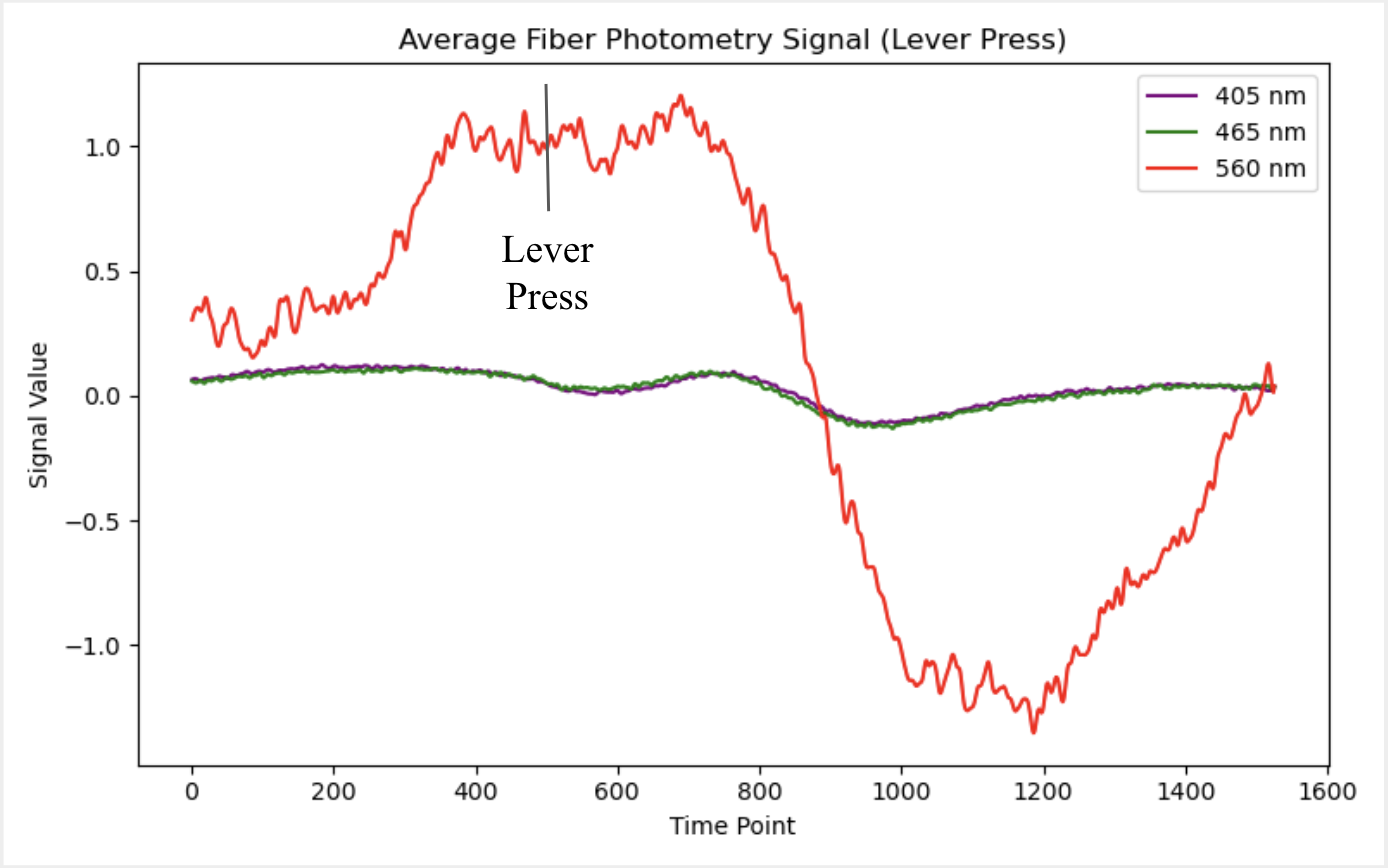 Average Fiber Photometry Signal (Lever Press)
405 nm
465 nm
560 nm
Lever
Press
Signal Value
1.0
0.5
0.0
−0.5
−1.0
0 200 400 600 800 1000 1200 1400 1600
Time Point